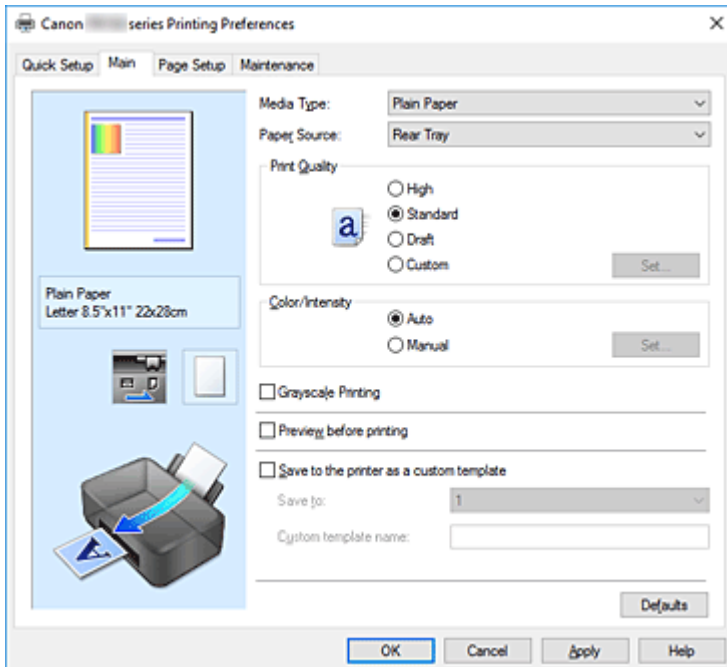 Canon series Printing Preferences
Quick Setup Main Page Setup Maintenance
Media Type: Plain Paper
Paper Source: Rear Tray
Print Quality
High
a Standard
Draft
Custom Set...
Plain Paper
Letter 8.5"x11" 22x28cm
Color/Intensity
Auto
Manual Set...
Grayscale Printing
Preview before printing
Save to the printer as a custom template
Save to: 1
Custom template name:
A
Defaults
OK Cancel Apply Help